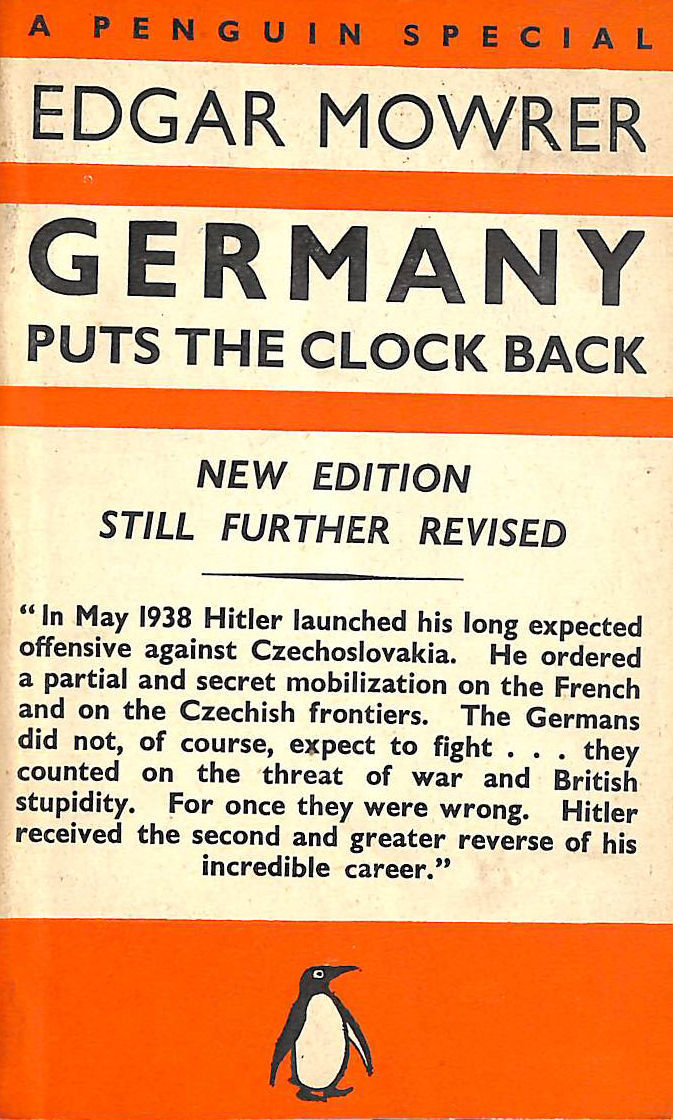 A PENGUIN SPECIAL
EDGAR MOWRER
GERMANY
PUTS THE CLOCK BACK
NEW EDITION
STILL FURTHER REVISED
“In May 1938 Hitler launched his long expected
offensive against Czechoslovakia. He ordered
a partial and secret mobilization on the French
and on the Czechish frontiers. The Germans
did not, of course, expect to fight . . . they
counted on the threat of war and British
stupidity. For once they were wrong. Hitler
received the second and greater reverse of his
incredible career.”